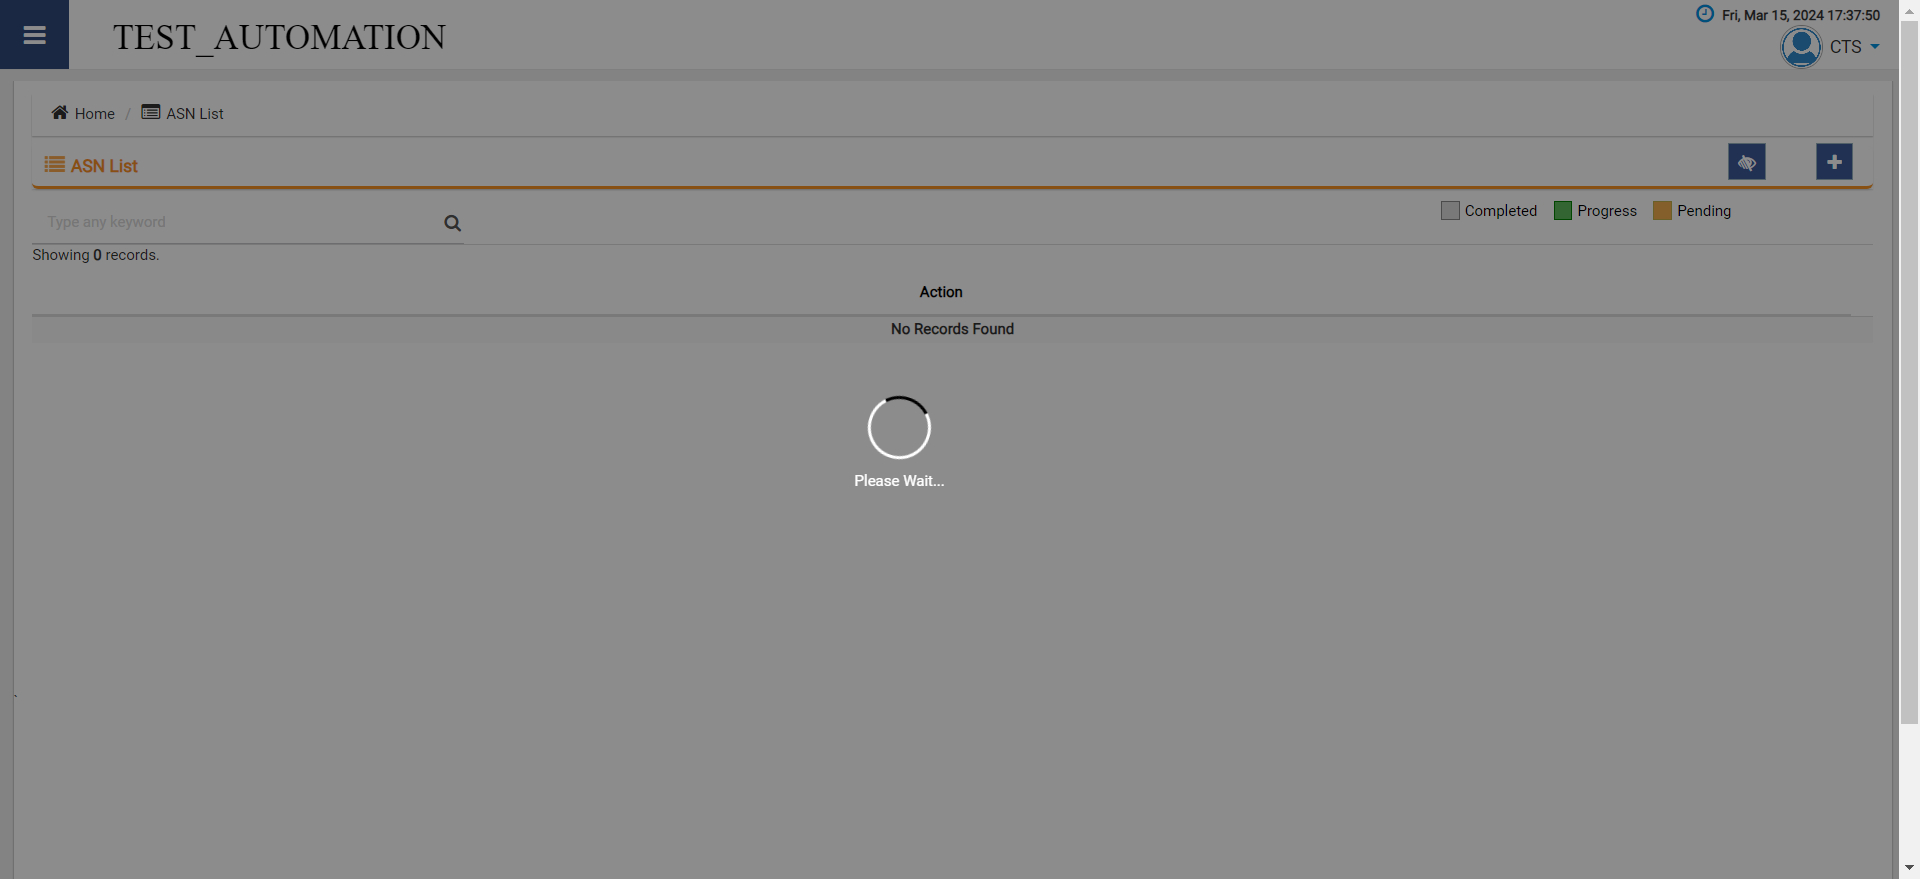 Fri, Mar 15, 2024 17:37:50
TEST_AUTOMATION
CTS
Home / ASN List
ASN List
Type any keyword
Completed Progress Pending
Showing 0 records.
Action
No Records Found
Please Wait...
`